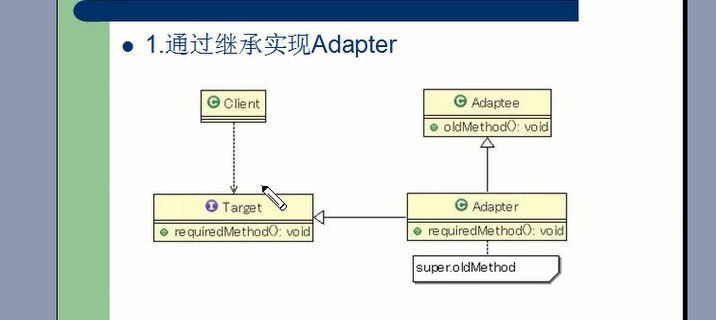 1.通过继承实现Adapter
C Client
C Adaptee
oldMethod(): void
I Target
requiredMethod(): void
C Adapter
requiredMethod(): void
super.oldMethod